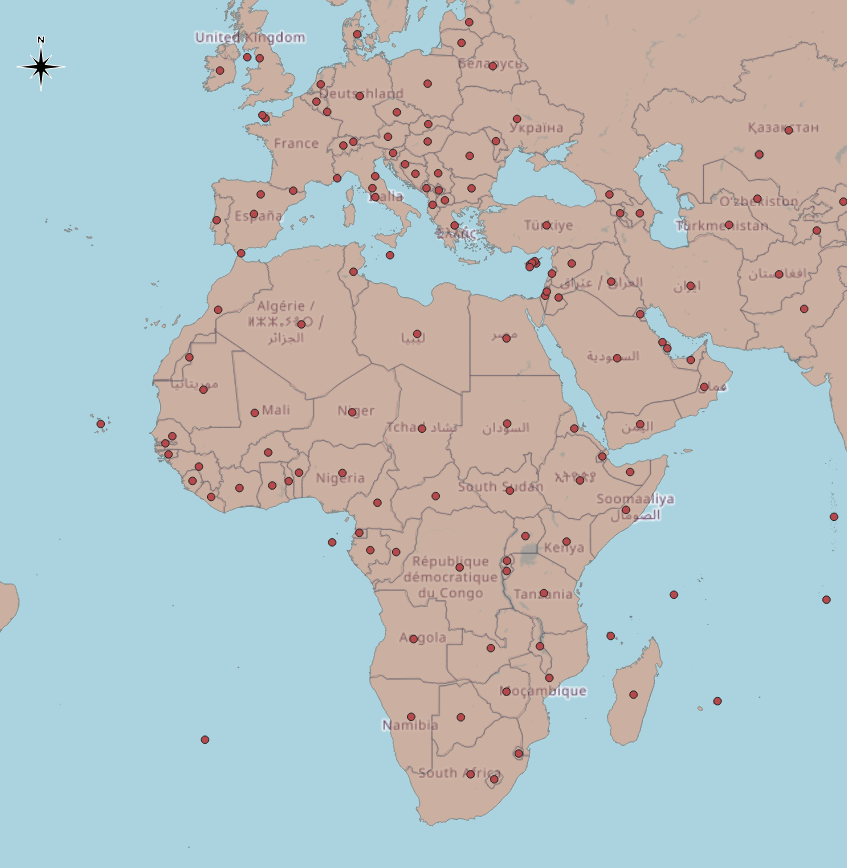 N
United Kingdom
Беларусь
Deutschland
Україна
Қазақстан
France
Italia
España
Ελλάς
Türkiye
Oʻzbekiston
Türkmenistan
افغانستان
ایران
العراق / عێراق
Algérie /
ⵍⵣⵣⴰⵢⴻⵔ /
الجزائر
ليبيا
مصر
السعودية
عمان
موريتانيا
Mali
Niger
Tchad تشاد
السودان
اليمن
Nigeria
South Sudan
ኢትዮጵያ
Soomaaliya
الصومال
Kenya
République
démocratique
du Congo
Tanzania
Angola
Moçambique
Namibia
South Africa